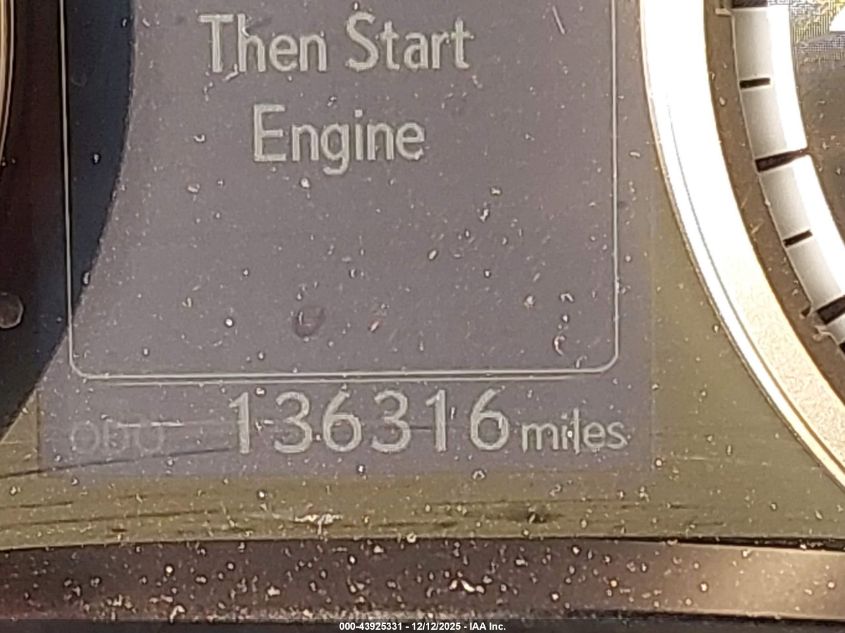 Then Start
Engine
ODO 136316 miles
000-43925331 - 12/12/2025 - IAA Inc.